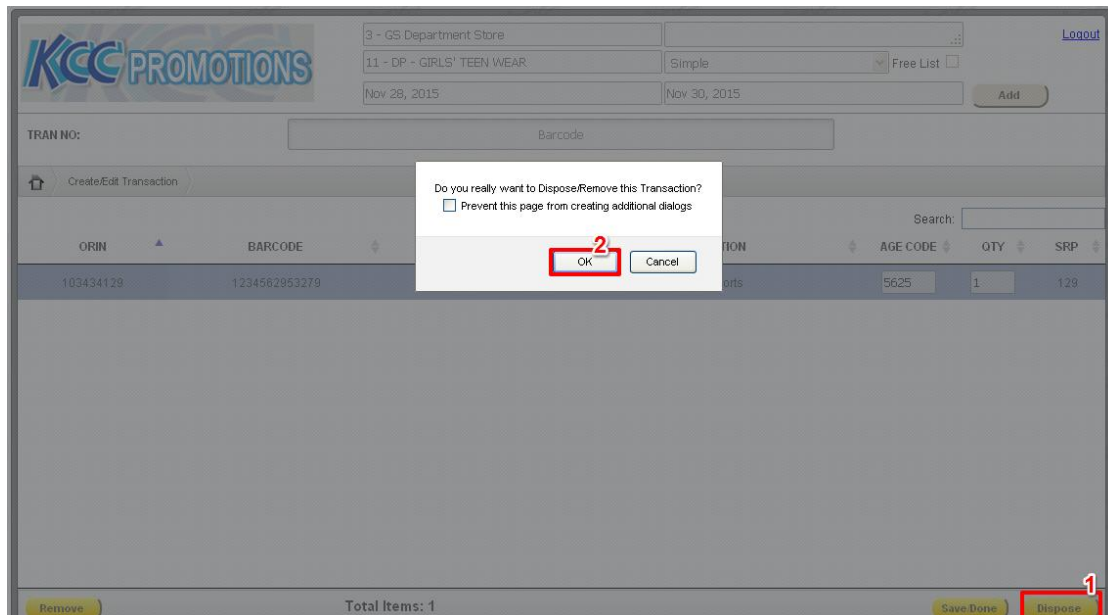 KCC PROMOTIONS
3 - GS Department Store
Logout
11 - DP - GIRLS' TEEN WEAR
Simple
Free List
Nov 28, 2015
Nov 30, 2015
Add
TRAN NO:
Barcode
Create/Edit Transaction
Do you really want to Dispose/Remove this Transaction?
Prevent this page from creating additional dialogs
2
OK
Cancel
Search:
ORIN
BARCODE
TION
AGE CODE
QTY
SRP
103434129
1234562953279
orts
5625
1
129
1
Remove
Total Items: 1
Save/Done
Dispose